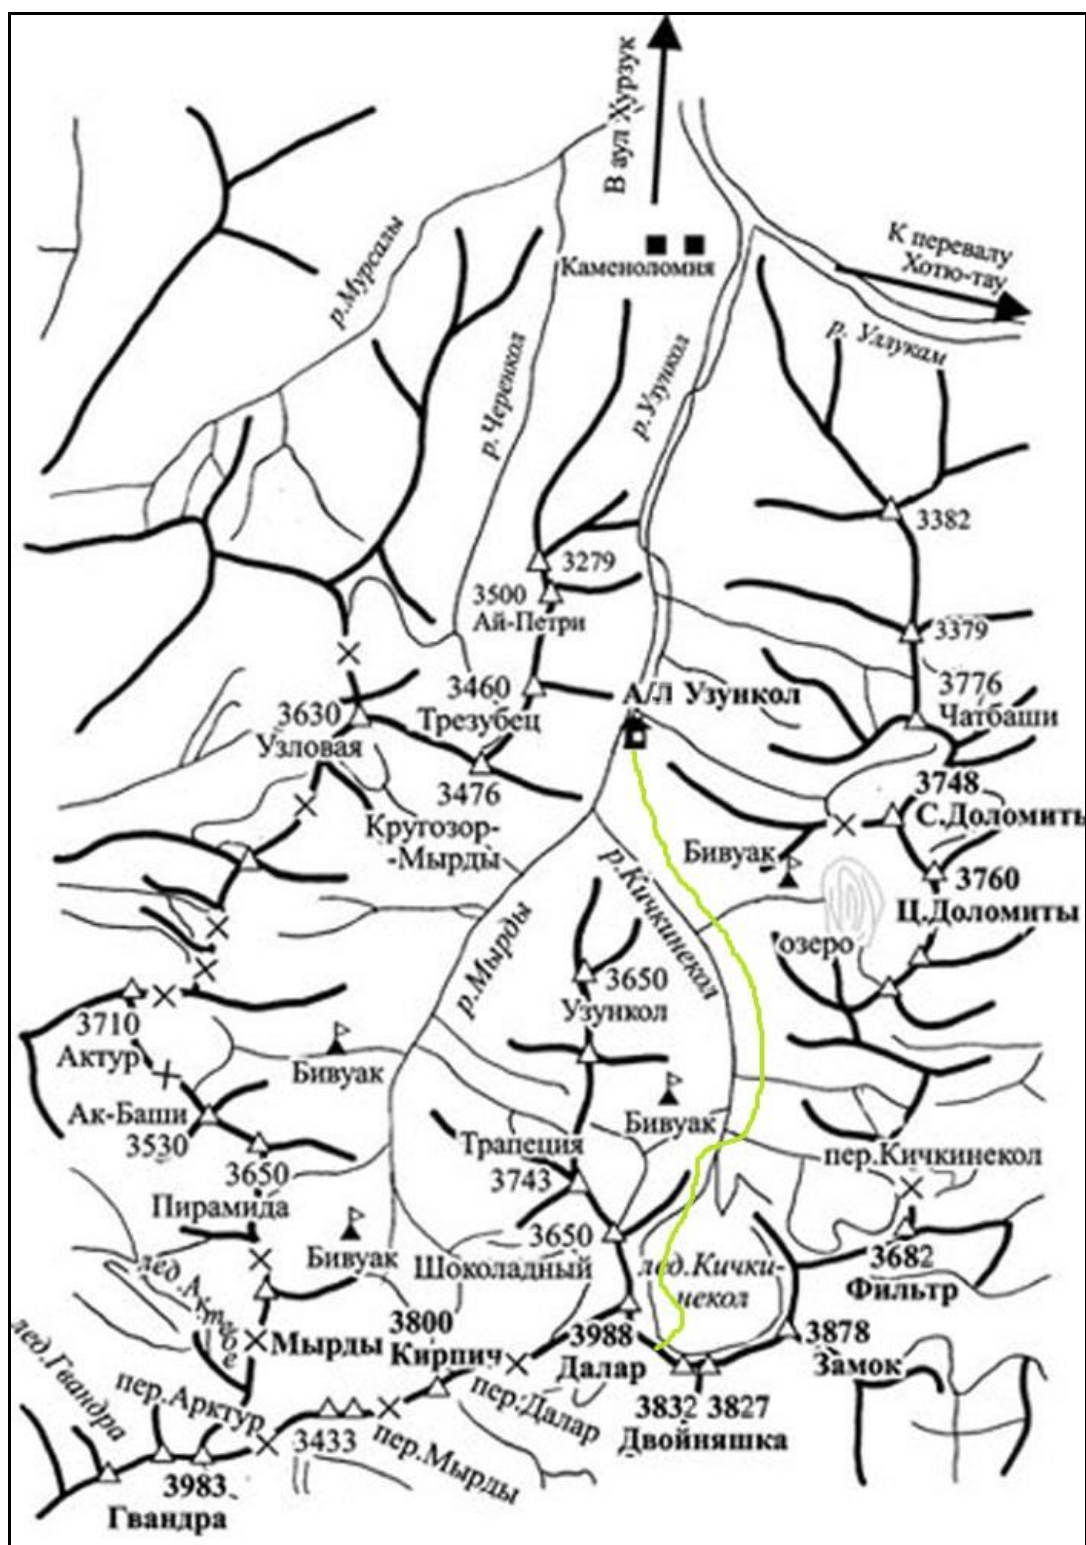 В аул Хурзук
К перевалу
Хотю-тау
Каменоломня
р.Мурсалы
р. Уллукам
р.Черенкол
р.Узункол
3382
3279
3500
Ай-Петри
3379
3460
Трезубец
А/Л Узункол
3776
Чатбаши
3630
Узловая
3476
3748
С.Доломиты
Кругозор-
-Мырды
Бивуак
3760
Ц.Доломиты
р.Кичкинекол
р.Мырды
озеро
3650
Узункол
3710
Актур
Бивуак
Бивуак
Ак-Баши
3530
Трапеция
3743
пер.Кичкинекол
3650
Пирамида
Бивуак
3650
Шоколадный
лед.Кички-
некол
3682
Фильтр
лед.Актюбе
Мырды
3800
Кирпич
3988
Далар
3878
Замок
лед.Гвандра
пер.Арктур
пер.Далар
3832 3827
Двойняшка
3433
пер.Мырды
3983
Гвандра